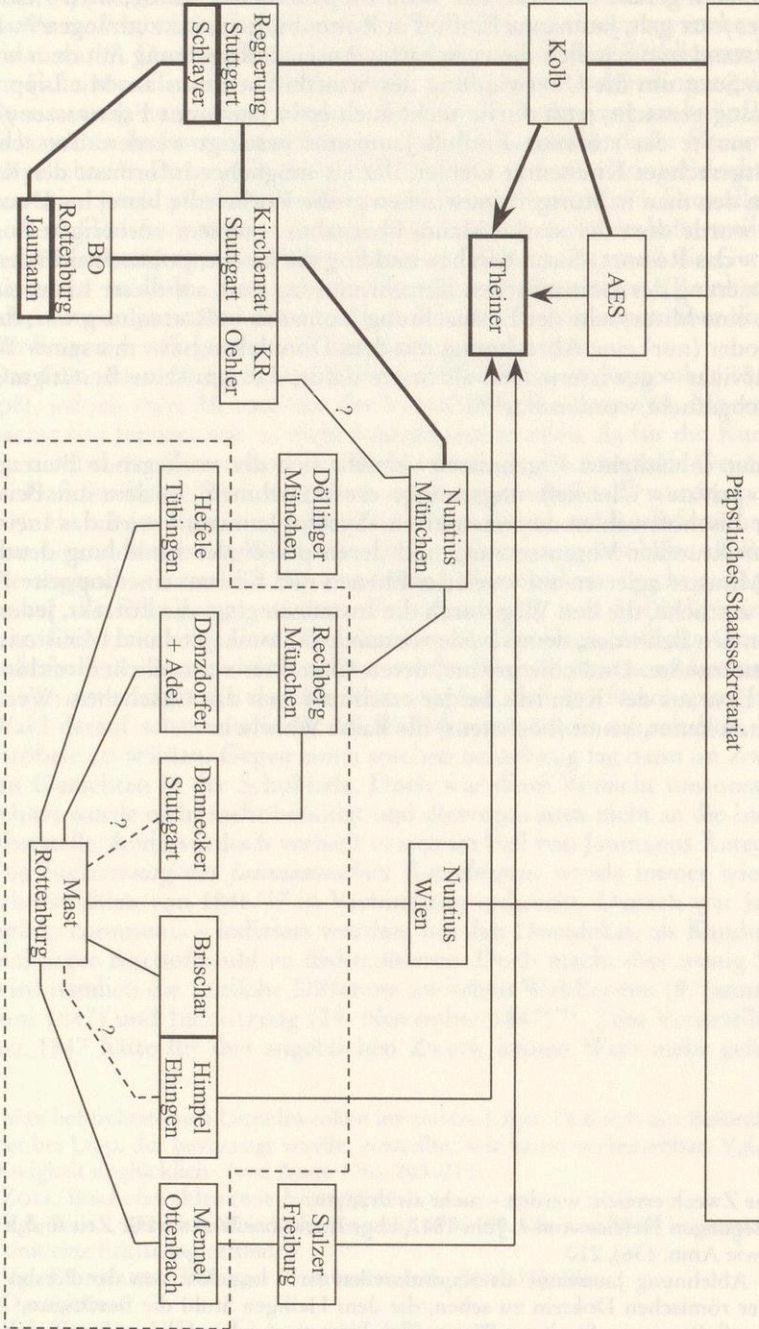 Päpstliches Staatssekretariat
AES
Kolb
Theiner
Nuntius
München
Nuntius
Wien
Regierung
Stuttgart
Schlayer
Kirchenrat KR
Stuttgart Oehler
?
Döllinger
München
Rechberg
München
Sulzer
Freiburg
Hefele
Tübingen
Donzdorfer
+ Adel
Dannecker
Stuttgart
Brischar
Himpel
Ehingen
Mennel
Ottenbach
BO
Rottenburg
Jaumann
Mast
Rottenburg
?